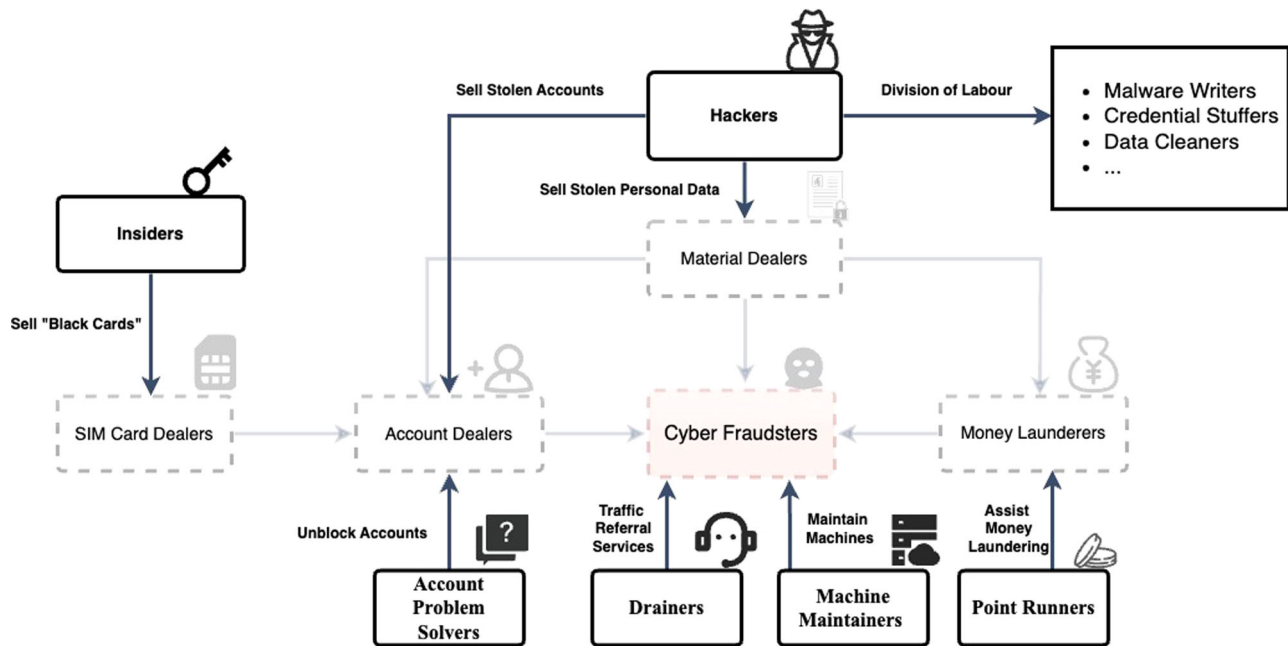 Sell Stolen Accounts
Hackers
Division of Labour
• Malware Writers
• Credential Stuffers
• Data Cleaners
• ...
Sell Stolen Personal Data
Insiders
Material Dealers
Sell "Black Cards"
SIM Card Dealers
Account Dealers
Cyber Fraudsters
Money Launderers
Unblock Accounts
?
Traffic
Referral
Services
Maintain
Machines
Assist
Money
Laundering
Account
Problem
Solvers
Drainers
Machine
Maintainers
Point Runners